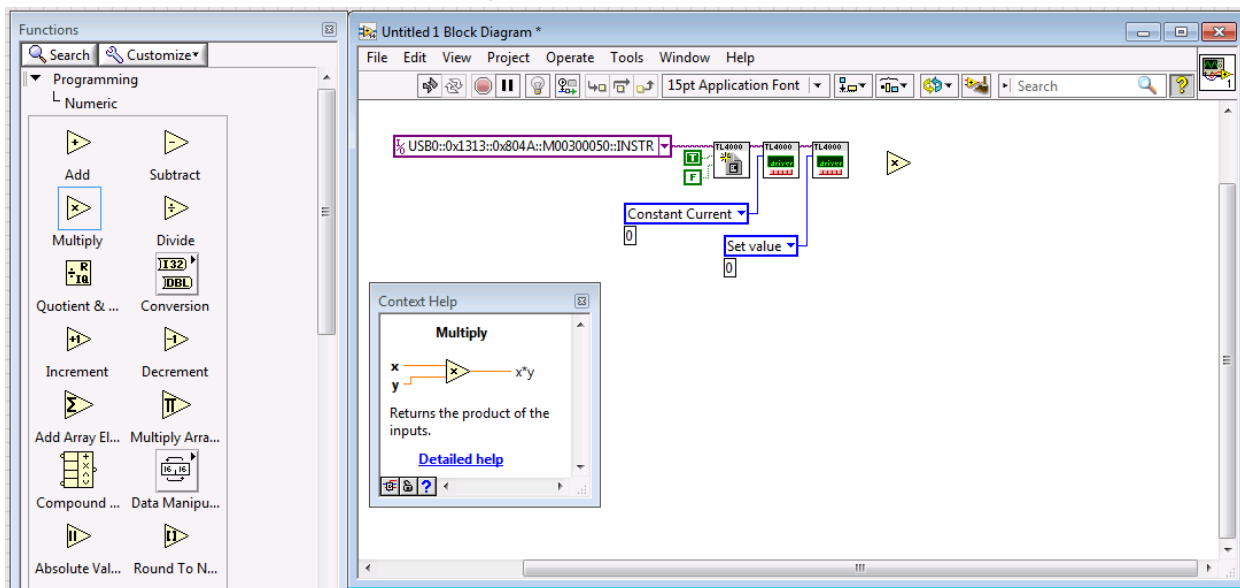 Functions
Search Customize
Programming
Numeric
Add Subtract
Multiply Divide
Quotient & ... Conversion
Increment Decrement
Add Array El... Multiply Arra...
Compound ... Data Manipu...
Absolute Val... Round To N...
Untitled 1 Block Diagram *
File Edit View Project Operate Tools Window Help
15pt Application Font
Search
1
USB0::0x1313::0x804A::M00300050::INSTR
TL4000 TL4000 TL4000
T
F
driver driver
Constant Current
0
Set value
0
Context Help
Multiply
x
y
x*y
Returns the product of the
inputs.
Detailed help